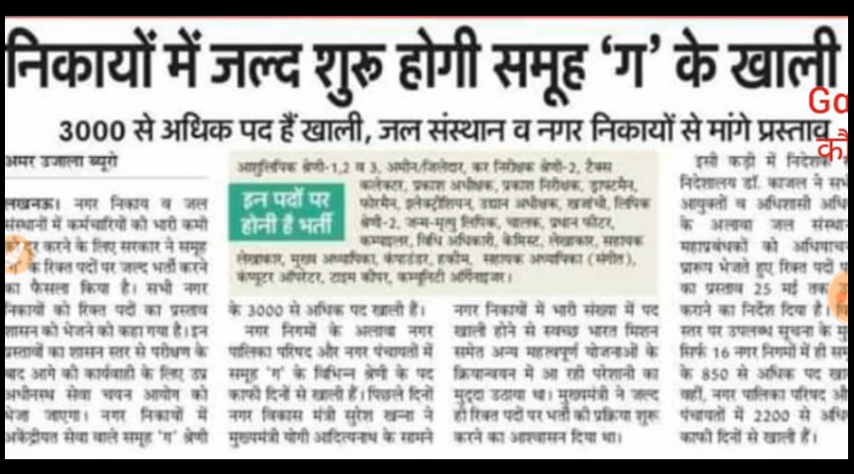 निकायों में जल्द शुरू होगी समूह ‘ग’ के खाली
3000 से अधिक पद हैं खाली, जल संस्थान व नगर निकायों से मांगे प्रस्ताव
अमर उजाला ब्यूरो
लखनऊ। नगर निकाय व जल
संस्थानों में कर्मचारियों की भारी कमी
को दूर करने के लिए सरकार ने समूह
के रिक्त पदों पर जल्द भर्ती करने
का फैसला किया है। सभी नगर
निकायों को रिक्त पदों का प्रस्ताव
शासन को भेजने को कहा गया है। इन
प्रस्तावों का शासन स्तर से परीक्षण के
बाद आगे की कार्यवाही के लिए उप्र
अधीनस्थ सेवा चयन आयोग को
भेजा जाएगा। नगर निकायों में
अकेंद्रीयत सेवा वाले समूह ‘ग’ श्रेणी
इन पदों पर
होनी है भर्ती
आशुलिपिक श्रेणी-1,2 व 3, अमीन/जिलेदार, कर निरीक्षक श्रेणी-2, टैक्स
कलेक्टर, प्रकाश अधीक्षक, प्रकाश निरीक्षक, ड्राफ्टमैन,
फोरमैन, इलेक्ट्रीशियन, उद्यान अधीक्षक, खजांची, लिपिक
श्रेणी-2, जन्म-मृत्यु लिपिक, चालक, प्रधान फीटर,
कम्पाइलर, विधि अधिकारी, केमिस्ट, लेखाकार, सहायक
लेखाकार, मुख्य अध्यापिका, कंपाउंडर, हकीम, सहायक अध्यापिका (संगीत),
कंप्यूटर ऑपरेटर, टाइम कीपर, कम्युनिटी ऑर्गिनाइजर।
के 3000 से अधिक पद खाली हैं।
नगर निगमों के अलावा नगर
पालिका परिषद और नगर पंचायतों में
समूह ‘ग’ के विभिन्न श्रेणी के पद
काफी दिनों से खाली हैं। पिछले दिनों
नगर विकास मंत्री सुरेश खन्ना ने
मुख्यमंत्री योगी आदित्यनाथ के सामने
नगर निकायों में भारी संख्या में पद
खाली होने से स्वच्छ भारत मिशन
समेत अन्य महत्वपूर्ण योजनाओं के
क्रियान्वयन में आ रही परेशानी का
मुद्दा उठाया था। मुख्यमंत्री ने जल्द
ही रिक्त पदों पर भर्ती की प्रक्रिया शुरू
करने का आश्वासन दिया था।
इसी कड़ी में निदेशक
निदेशालय डॉ. काजल ने सभी
आयुक्तों व अधिशासी
के अलावा जल
महाप्रबंधकों को
प्रारूप भेजते हुए रिक्त पदों
का प्रस्ताव 25 मई तक
कराने का निर्देश दिया है।
स्तर पर उपलब्ध सूचना के
सिर्फ 16 नगर निगमों में ही
के 850 से अधिक पद
वहीं, नगर पालिका परिषद
पंचायतों में 2200 से
काफी दिनों से खाली हैं।